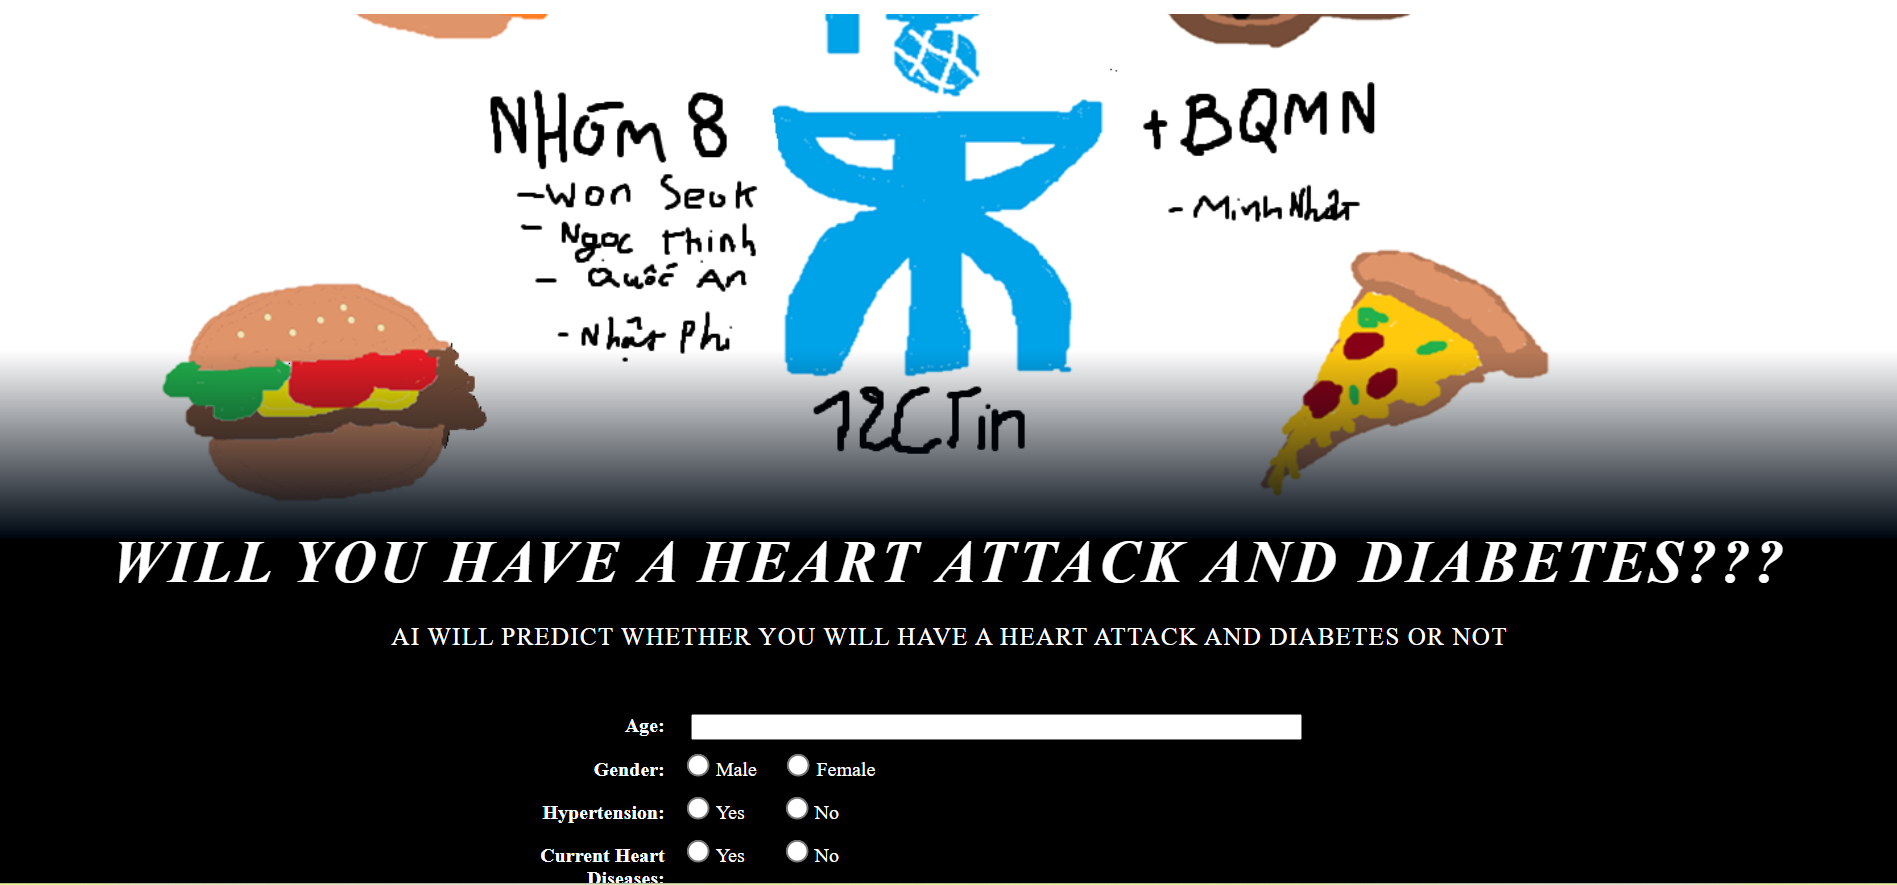 NHÓM 8
- Won Seok
- Ngọc Thịnh
- Quốc An
- Nhật Phi
+ BQMN
- Minh Nhật
12CTin
WILL YOU HAVE A HEART ATTACK AND DIABETES???
AI WILL PREDICT WHETHER YOU WILL HAVE A HEART ATTACK AND DIABETES OR NOT
Age:
Gender: Male Female
Hypertension: Yes No
Current Heart Yes No
Diseases: